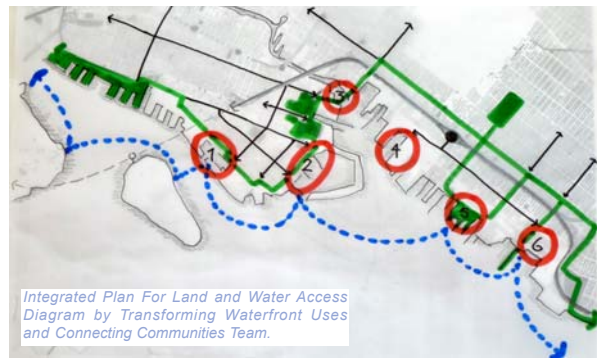 3
1
2
4
5
6
Integrated Plan For Land and Water Access
Diagram by Transforming Waterfront Uses
and Connecting Communities Team.